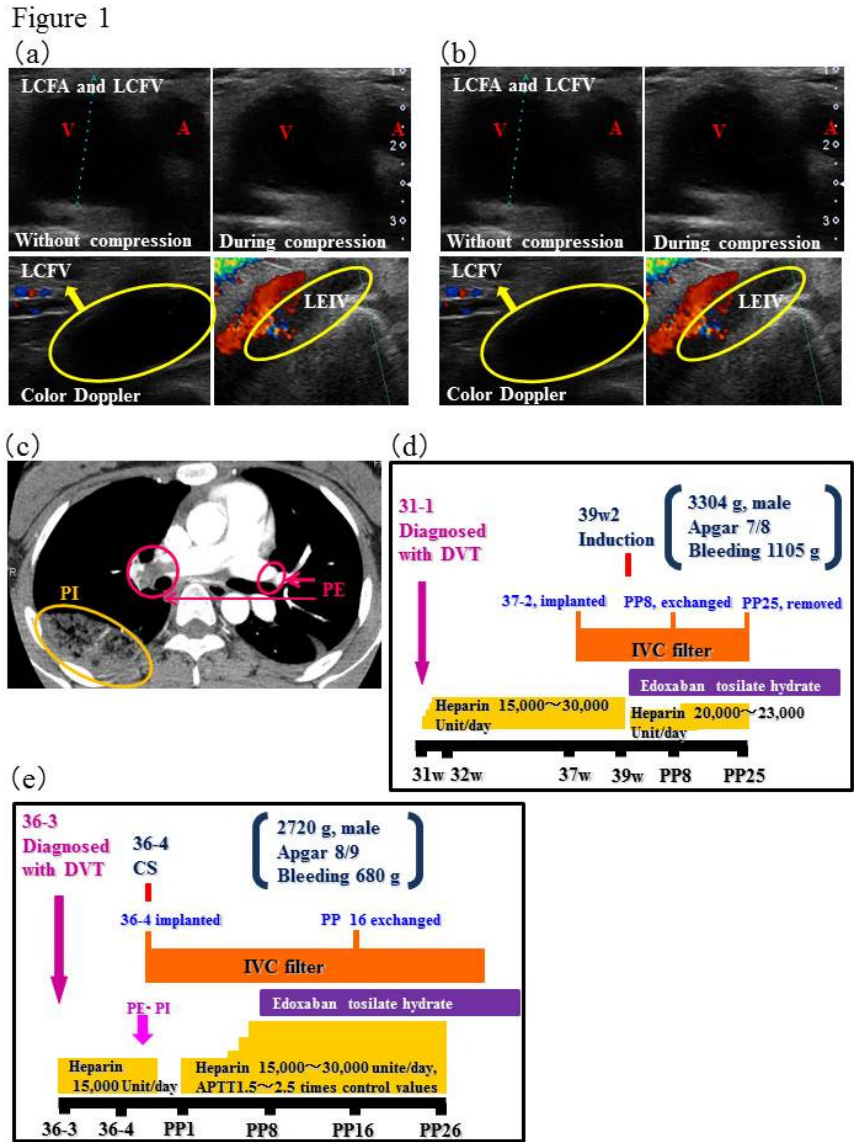 Figure 1
(a)
LCFA and LCFV
V
A
V
A
1
2
3
Without compression
During compression
LCFV
LEIV
Color Doppler
(b)
LCFA and LCFV
V
A
V
A
1
2
3
Without compression
During compression
LCFV
LEIV
Color Doppler
(c)
PE
PI
(d)
31-1
Diagnosed
with DVT
39w2
Induction
3304 g, male
Apgar 7/8
Bleeding 1105 g
37-2, implanted
PP8, exchanged
PP25, removed
IVC filter
Edoxaban tosilate hydrate
Heparin 15,000～30,000
Unit/day
Heparin 20,000～23,000
Unit/day
31w 32w 37w 39w PP8 PP25
(e)
36-3
Diagnosed
with DVT
36-4
CS
2720 g, male
Apgar 8/9
Bleeding 680 g
36-4 implanted
PP 16 exchanged
IVC filter
PE- PI
Edoxaban tosilate hydrate
Heparin
15,000 Unit/day
Heparin 15,000～30,000 unite/day,
APTT1.5～2.5 times control values
36-3 36-4 PP1 PP8 PP16 PP26